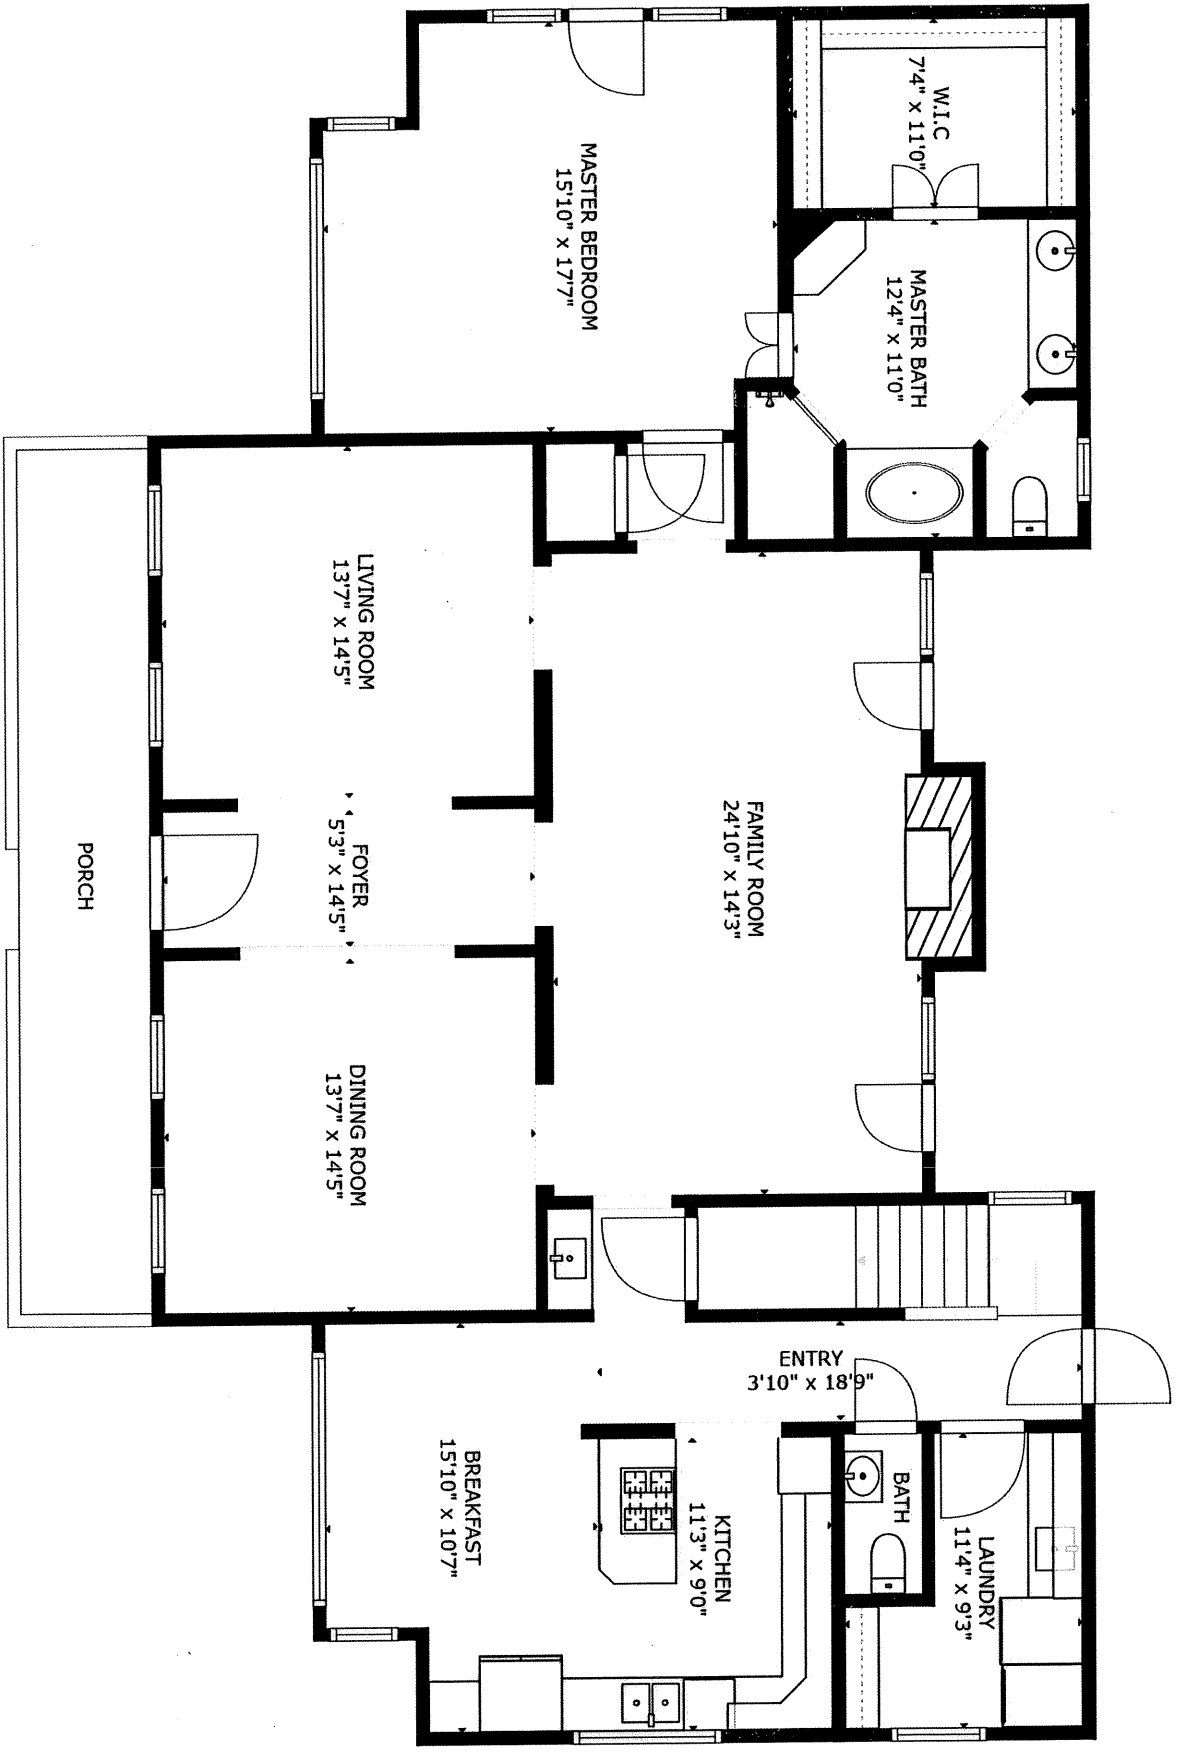 W.I.C
7'4" x 11'0"
MASTER BEDROOM
15'10" x 17'7"
MASTER BATH
12'4" x 11'0"
LIVING ROOM
13'7" x 14'5"
FAMILY ROOM
24'10" x 14'3"
FOYER
5'3" x 14'5"
PORCH
DINING ROOM
13'7" x 14'5"
ENTRY
3'10" x 18'9"
BREAKFAST
15'10" x 10'7"
KITCHEN
11'3" x 9'0"
BATH
LAUNDRY
11'4" x 9'3"